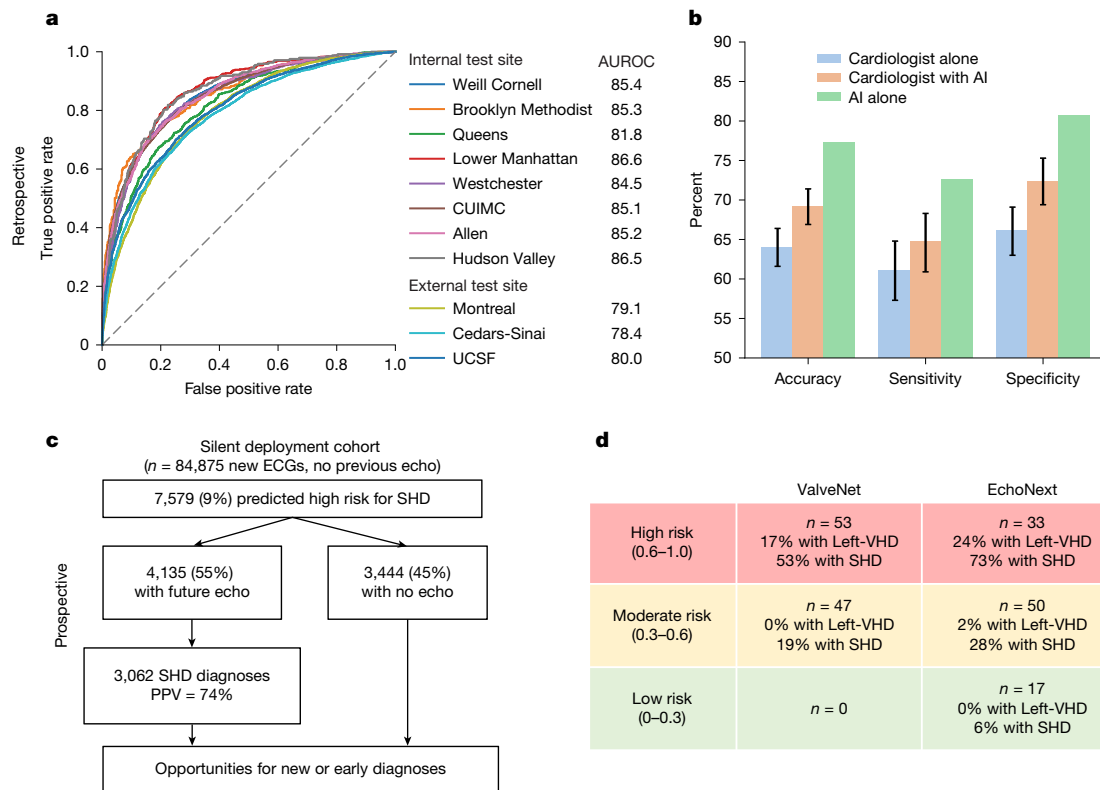 a
Retrospective
True positive rate
1.0
0.8
0.6
0.4
0.2
0
0
0.2
0.4
0.6
0.8
1.0
False positive rate
Internal test site AUROC
Weill Cornell 85.4
Brooklyn Methodist 85.3
Queens 81.8
Lower Manhattan 86.6
Westchester 84.5
CUIMC 85.1
Allen 85.2
Hudson Valley 86.5
External test site
Montreal 79.1
Cedars-Sinai 78.4
UCSF 80.0
b
Percent
90
85
80
75
70
65
60
55
50
Cardiologist alone
Cardiologist with AI
AI alone
Accuracy
Sensitivity
Specificity
c
Prospective
Silent deployment cohort
(n = 84,875 new ECGs, no previous echo)
7,579 (9%) predicted high risk for SHD
4,135 (55%)
with future echo
3,444 (45%)
with no echo
3,062 SHD diagnoses
PPV = 74%
Opportunities for new or early diagnoses
d
ValveNet
EchoNext
High risk
(0.6–1.0)
n = 53
17% with Left-VHD
53% with SHD
n = 33
24% with Left-VHD
73% with SHD
Moderate risk
(0.3–0.6)
n = 47
0% with Left-VHD
19% with SHD
n = 50
2% with Left-VHD
28% with SHD
Low risk
(0–0.3)
n = 0
n = 17
0% with Left-VHD
6% with SHD